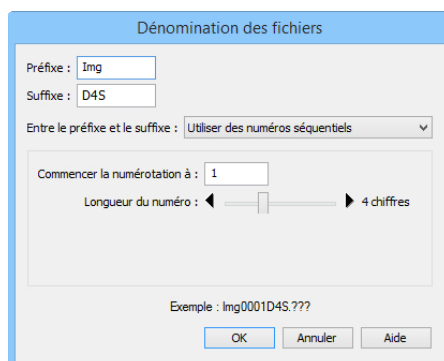 Dénomination des fichiers
Préfixe : Img
Suffixe : D4S
Entre le préfixe et le suffixe : Utiliser des numéros séquentiels
Commencer la numérotation à : 1
Longueur du numéro : 4 chiffres
Exemple : Img0001D4S.???
OK Annuler Aide